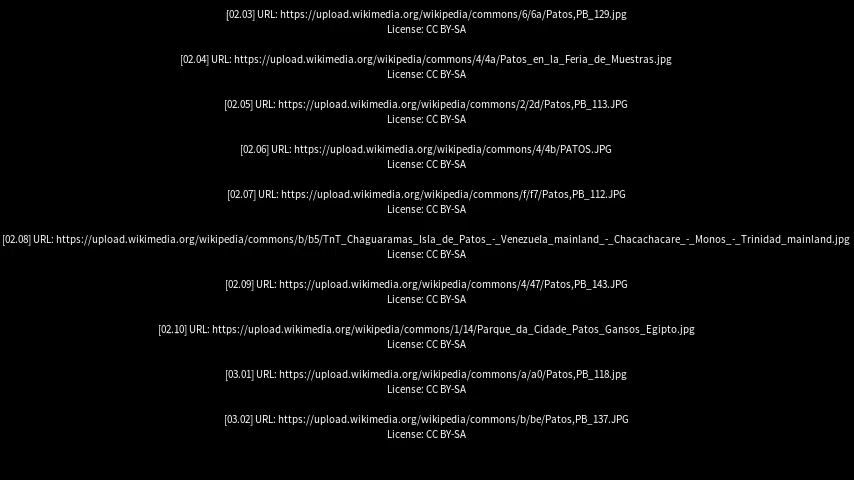 [02.03] URL: https://upload.wikimedia.org/wikipedia/commons/6/6a/Patos,PB_129.jpg
License: CC BY-SA
[02.04] URL: https://upload.wikimedia.org/wikipedia/commons/4/4a/Patos_en_la_Feria_de_Muestras.jpg
License: CC BY-SA
[02.05] URL: https://upload.wikimedia.org/wikipedia/commons/2/2d/Patos,PB_113.JPG
License: CC BY-SA
[02.06] URL: https://upload.wikimedia.org/wikipedia/commons/4/4b/PATOS.JPG
License: CC BY-SA
[02.07] URL: https://upload.wikimedia.org/wikipedia/commons/f/f7/Patos,PB_112.JPG
License: CC BY-SA
[02.08] URL: https://upload.wikimedia.org/wikipedia/commons/b/b5/TnT_Chaguaramas_Isla_de_Patos_-_Venezuela_mainland_-_Chacachacare_-_Monos_-_Trinidad_mainland.jpg
License: CC BY-SA
[02.09] URL: https://upload.wikimedia.org/wikipedia/commons/4/47/Patos,PB_143.JPG
License: CC BY-SA
[02.10] URL: https://upload.wikimedia.org/wikipedia/commons/1/14/Parque_da_Cidade_Patos_Gansos_Egipto.jpg
License: CC BY-SA
[03.01] URL: https://upload.wikimedia.org/wikipedia/commons/a/a0/Patos,PB_118.jpg
License: CC BY-SA
[03.02] URL: https://upload.wikimedia.org/wikipedia/commons/b/be/Patos,PB_137.JPG
License: CC BY-SA